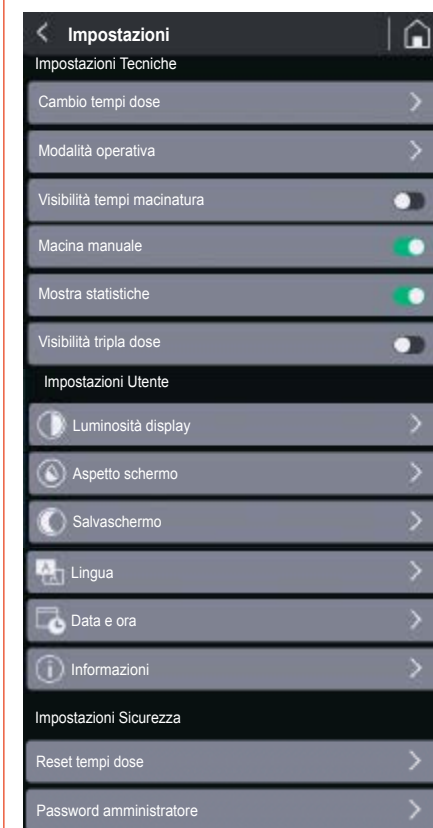 Impostazioni
Impostazioni Tecniche
Cambio tempi dose
Modalità operativa
Visibilità tempi macinatura
Macina manuale
Mostra statistiche
Visibilità tripla dose
Impostazioni Utente
Luminosità display
Aspetto schermo
Salvaschermo
Lingua
Data e ora
Informazioni
Impostazioni Sicurezza
Reset tempi dose
Password amministratore